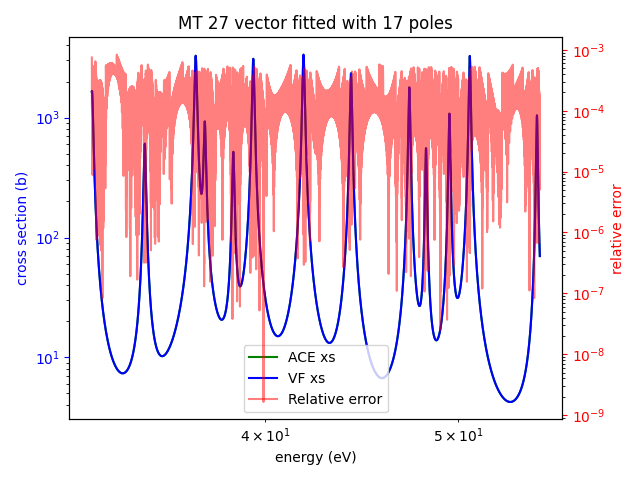 MT 27 vector fitted with 17 poles
cross section (b)
10³
10²
10¹
10⁻³
10⁻⁴
10⁻⁵
10⁻⁶
10⁻⁷
10⁻⁸
10⁻⁹
relative error
ACE xs
VF xs
Relative error
4 × 10¹
5 × 10¹
energy (eV)